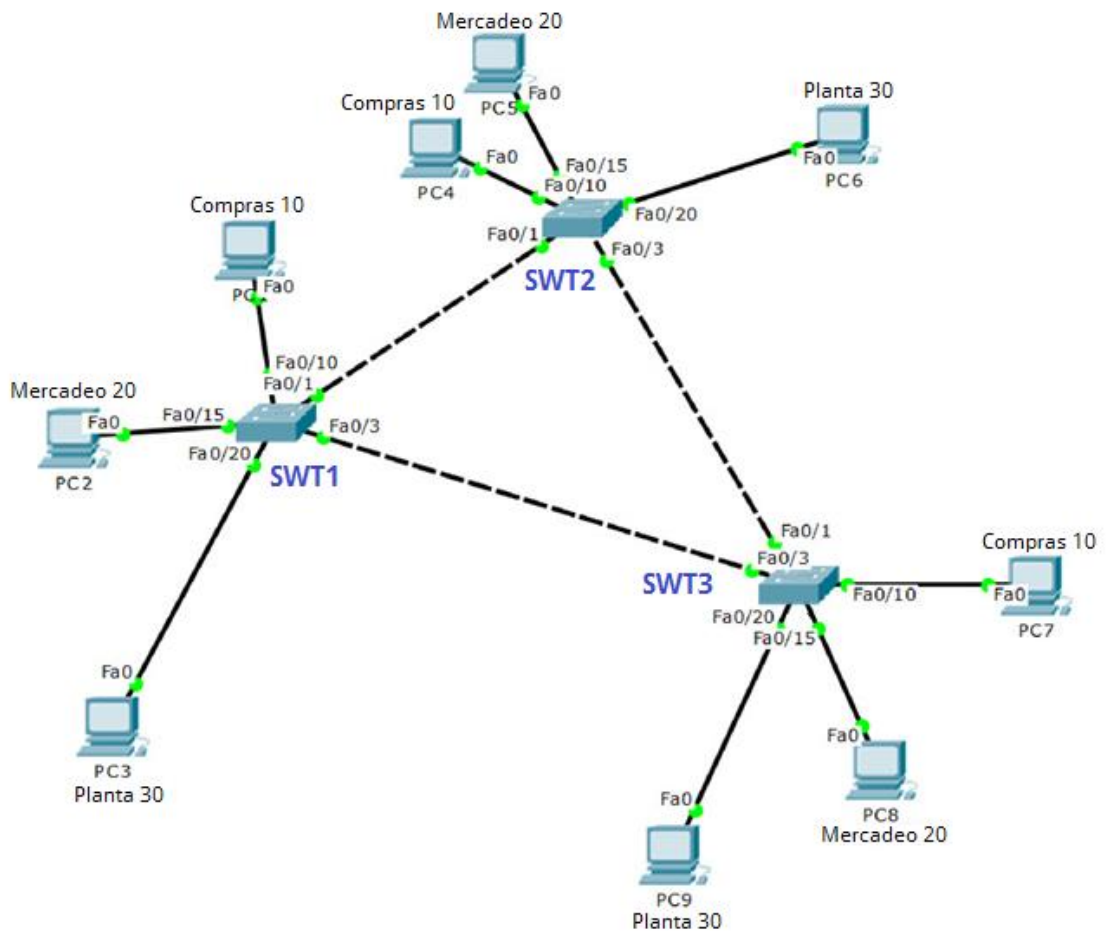 Mercadeo 20
Fa0
PC5
Compras 10
Fa0
PC4
Planta 30
Fa0
PC6
Fa0/15
Fa0/10
Fa0/20
Fa0/1
Fa0/3
SWT2
Compras 10
Fa0
Fa0/10
Fa0/1
Mercadeo 20
Fa0
Fa0/15
Fa0/3
PC2
Fa0/20
SWT1
Fa0/1
Fa0/3
SWT3
Compras 10
Fa0/10
Fa0
PC7
Fa0/20
Fa0/15
Fa0
PC3
Planta 30
Fa0
PC8
Mercadeo 20
Fa0
PC9
Planta 30